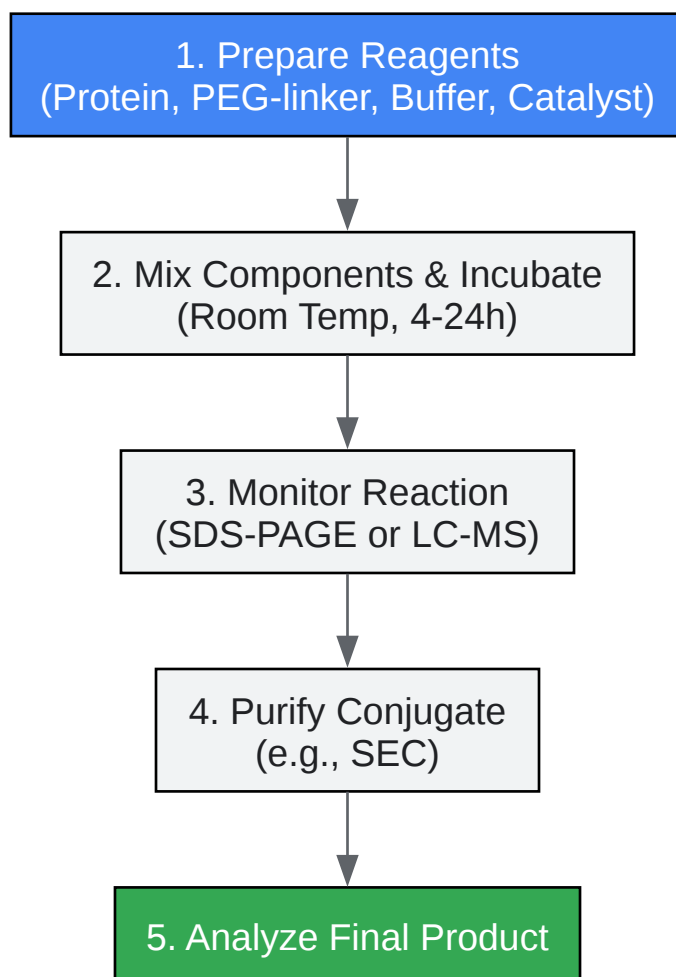 1. Prepare Reagents
(Protein, PEG-linker, Buffer, Catalyst)
2. Mix Components & Incubate
(Room Temp, 4-24h)
3. Monitor Reaction
(SDS-PAGE or LC-MS)
4. Purify Conjugate
(e.g., SEC)
5. Analyze Final Product